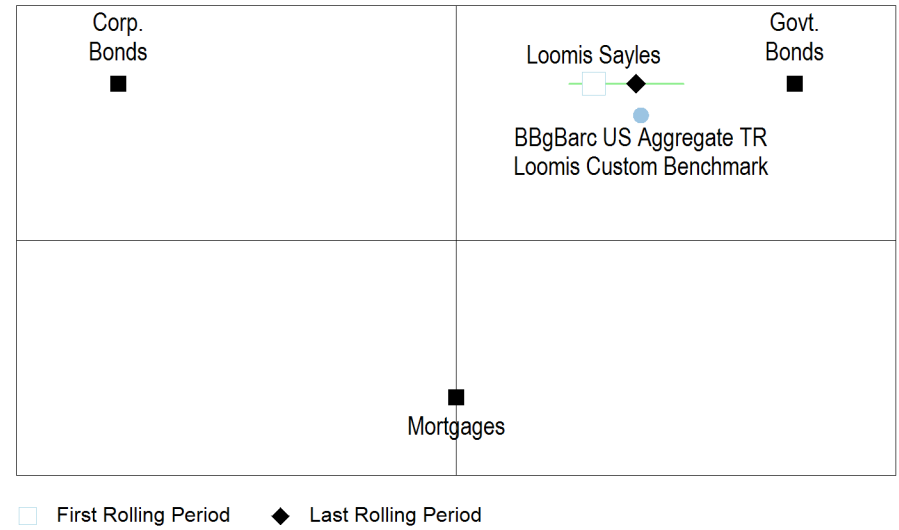 Corp.
Bonds
Govt.
Bonds
Loomis Sayles
BBgBarc US Aggregate TR
Loomis Custom Benchmark
Mortgages
First Rolling Period
Last Rolling Period